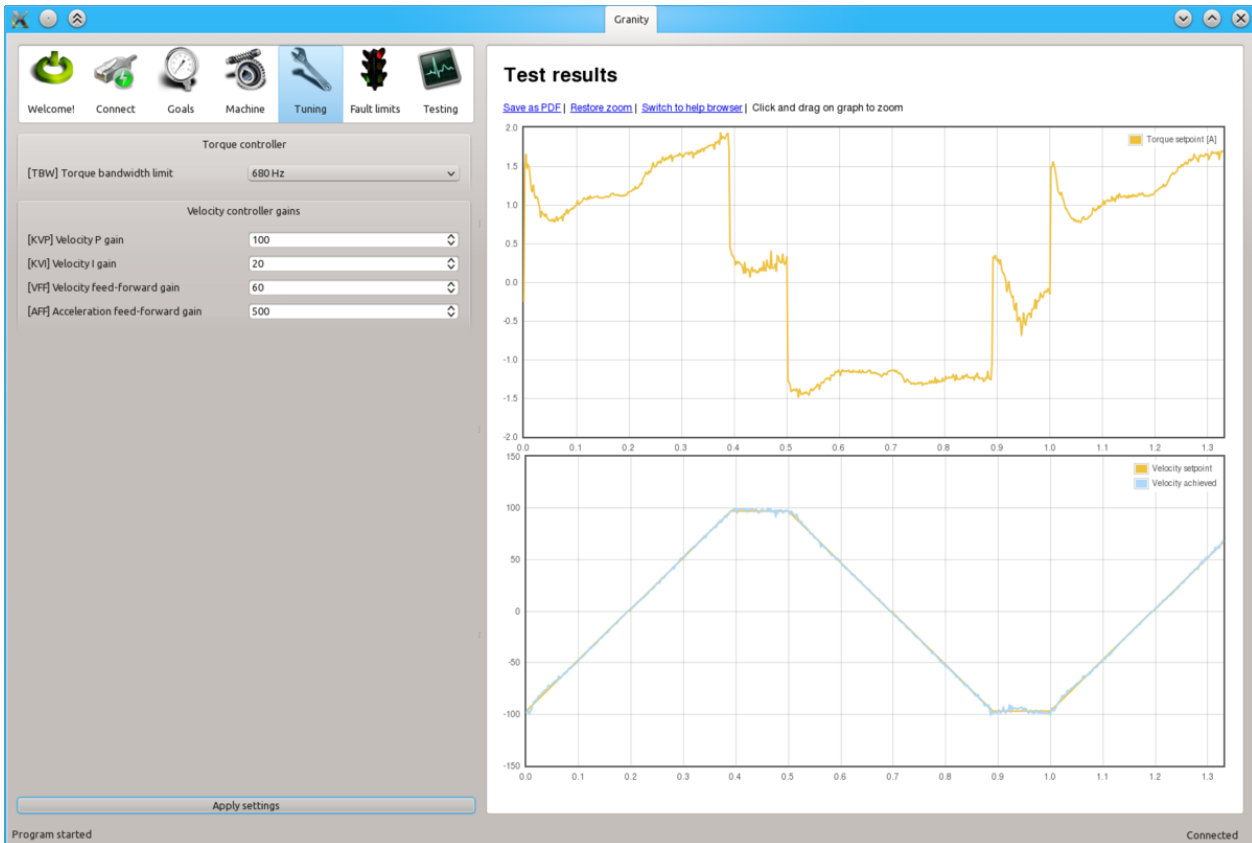 Granity
Welcome! Connect Goals Machine Tuning Fault limits Testing
Torque controller
[TBW] Torque bandwidth limit 680 Hz
Velocity controller gains
[KVP] Velocity P gain 100
[KVI] Velocity I gain 20
[VFF] Velocity feed-forward gain 60
[AFF] Acceleration feed-forward gain 500
Apply settings
Program started
Test results
Save as PDF | Restore zoom | Switch to help browser | Click and drag on graph to zoom
Torque setpoint [A]
2.0
1.5
1.0
0.5
0.0
-0.5
-1.0
-1.5
-2.0
0.0 0.1 0.2 0.3 0.4 0.5 0.6 0.7 0.8 0.9 1.0 1.1 1.2 1.3
Velocity setpoint
Velocity achieved
150
100
50
0
-50
-100
-150
0.0 0.1 0.2 0.3 0.4 0.5 0.6 0.7 0.8 0.9 1.0 1.1 1.2 1.3
Connected